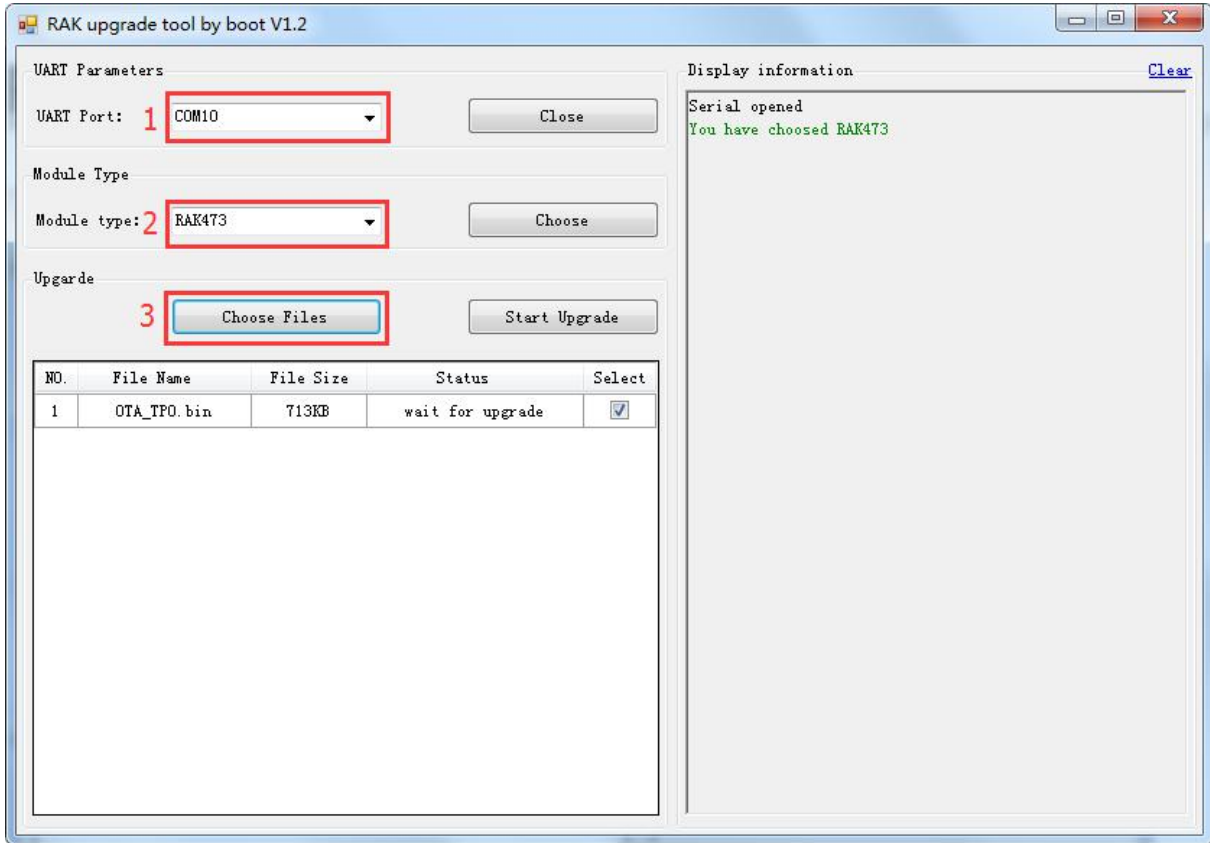 RAK upgrade tool by boot V1.2
UART Parameters
UART Port: 1 COM10 Close
Module Type
Module type: 2 RAK473 Choose
Upgarde
3 Choose Files Start Upgrade
NO. File Name File Size Status Select
1 OTA_TPO.bin 713KB wait for upgrade
Display information Clear
Serial opened
You have choosed RAK473